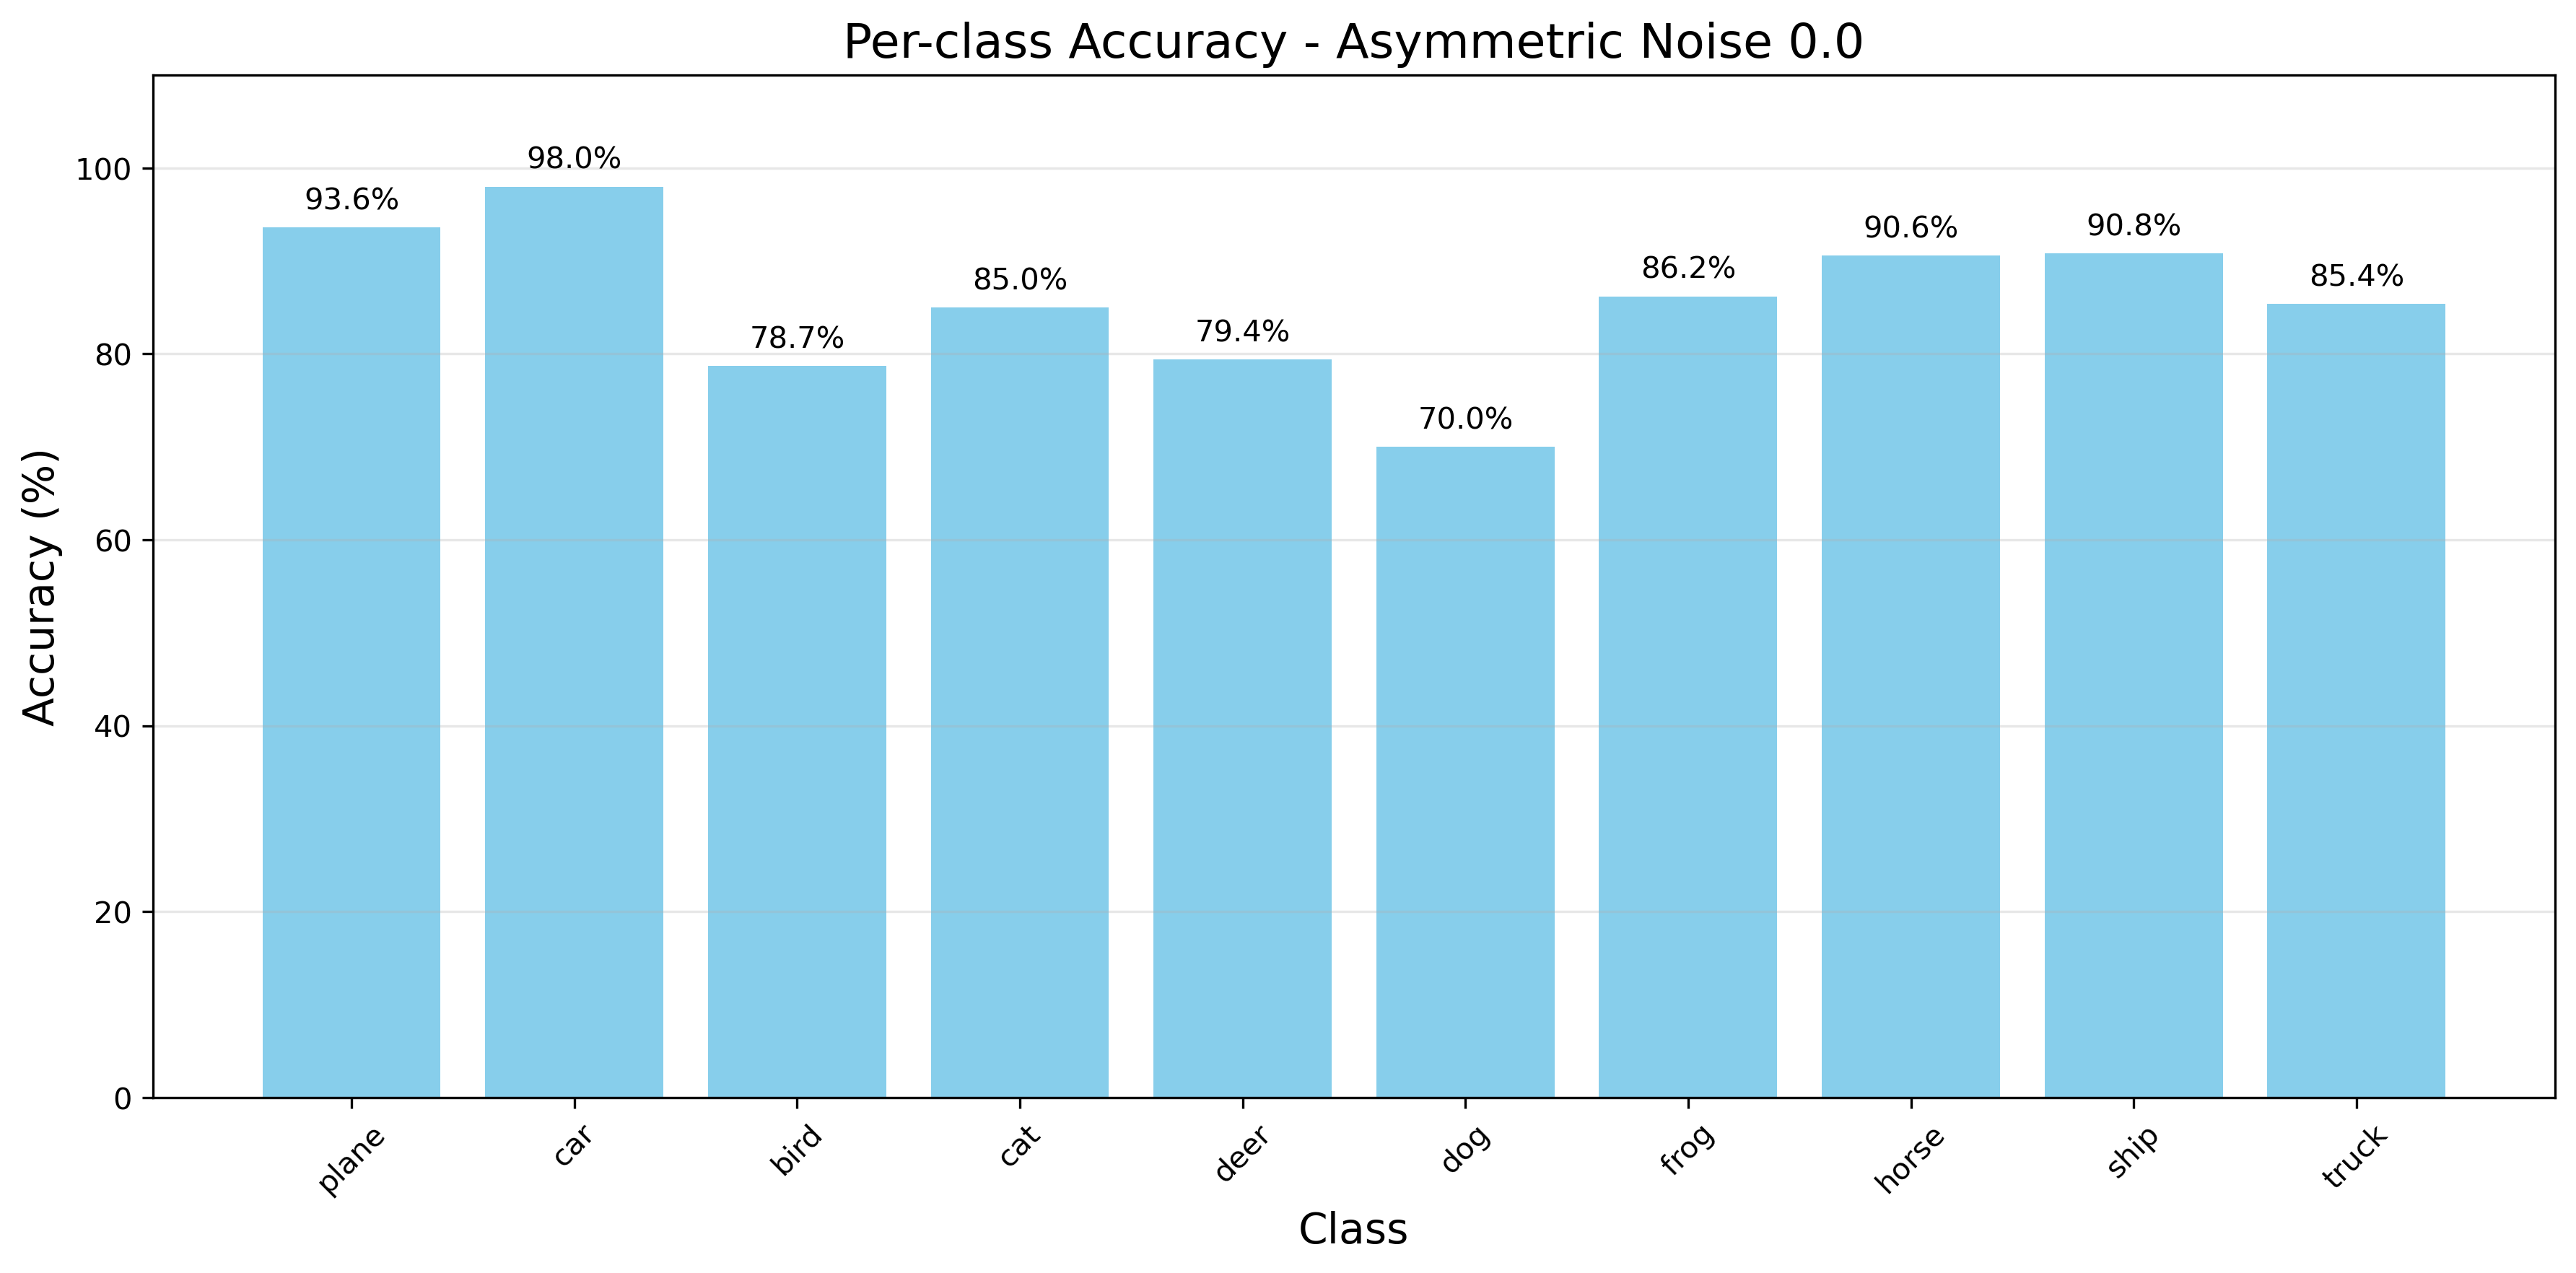 Per-class Accuracy - Asymmetric Noise 0.0
Accuracy (%)
100
80
60
40
20
0
93.6%
98.0%
78.7%
85.0%
79.4%
70.0%
86.2%
90.6%
90.8%
85.4%
plane
car
bird
cat
deer
dog
frog
horse
ship
truck
Class